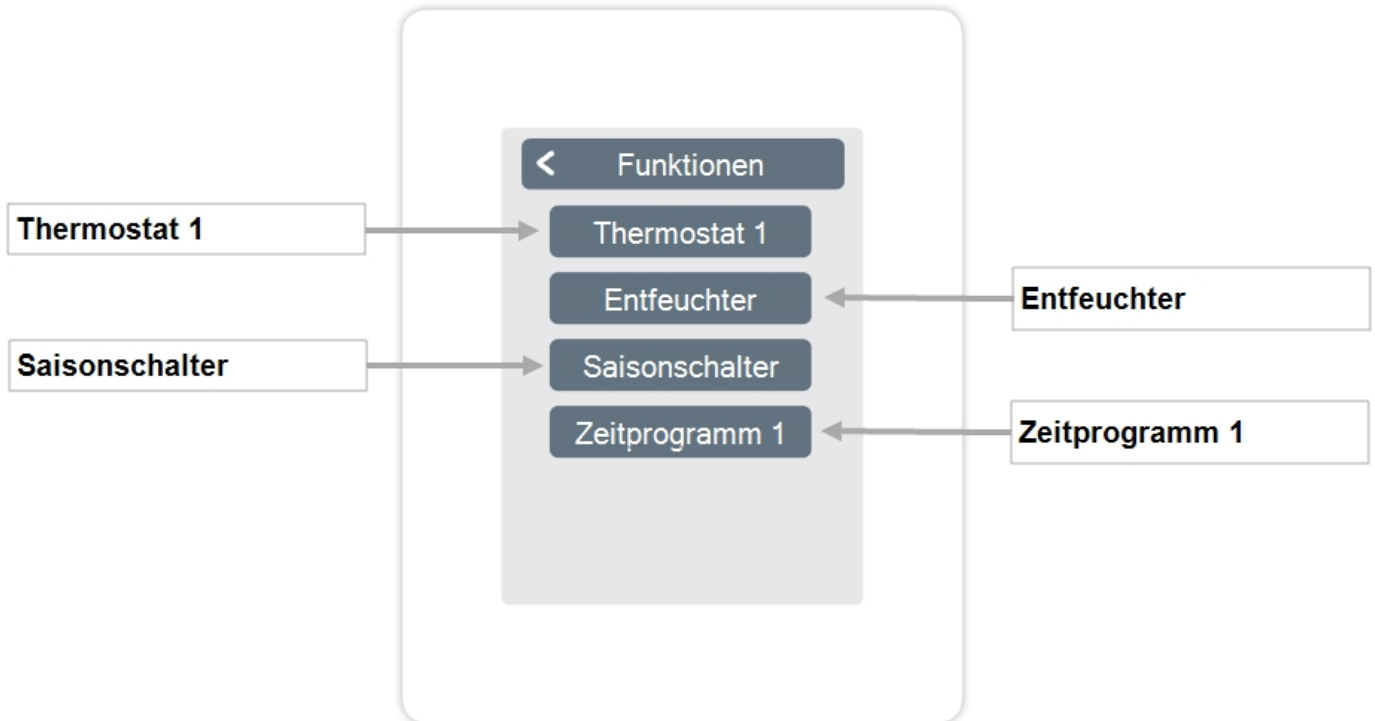 Funktionen
Thermostat 1
Thermostat 1
Entfeuchter
Entfeuchter
Saisonschalter
Saisonschalter
Zeitprogramm 1
Zeitprogramm 1